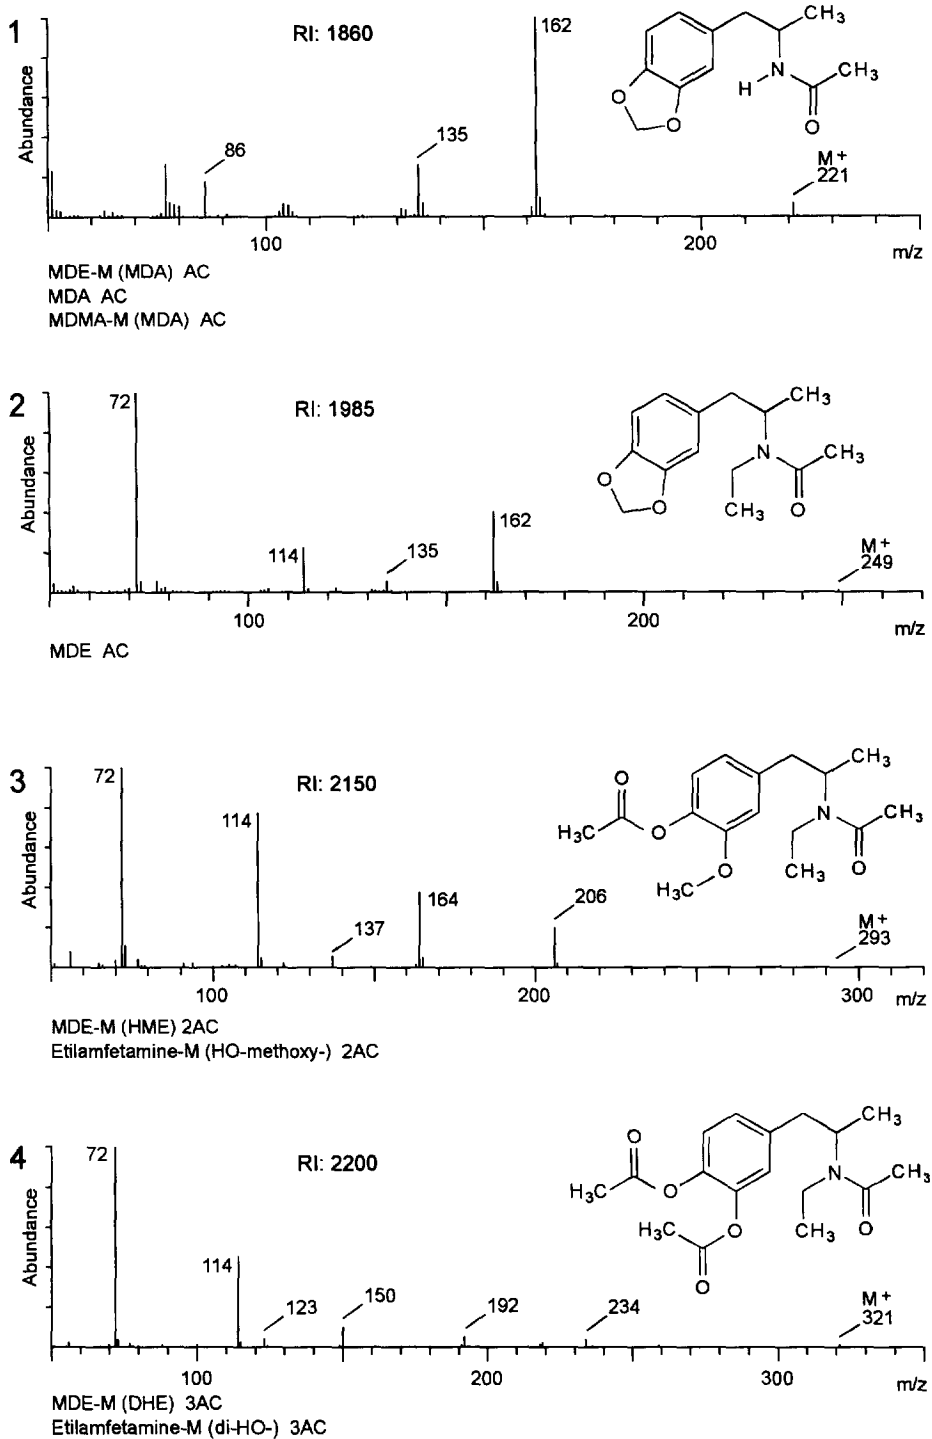 1
RI: 1860
Abundance
86
135
162
M+
221
CH3
H
N
CH3
O
O
O
100
200
m/z
MDE-M (MDA) AC
MDA AC
MDMA-M (MDA) AC
2
RI: 1985
Abundance
72
114
135
162
M+
249
CH3
N
CH3
O
O
CH3
O
100
200
m/z
MDE AC
3
RI: 2150
Abundance
72
114
137
164
206
M+
293
O
CH3
H3C
O
N
CH3
O
CH3
O
H3C
100
200
300
m/z
MDE-M (HME) 2AC
Etilamfetamine-M (HO-methoxy-) 2AC
4
RI: 2200
Abundance
72
114
123
150
192
234
M+
321
CH3
O
N
CH3
H3C
O
H3C
O
CH3
O
O
100
200
300
m/z
MDE-M (DHE) 3AC
Etilamfetamine-M (di-HO-) 3AC